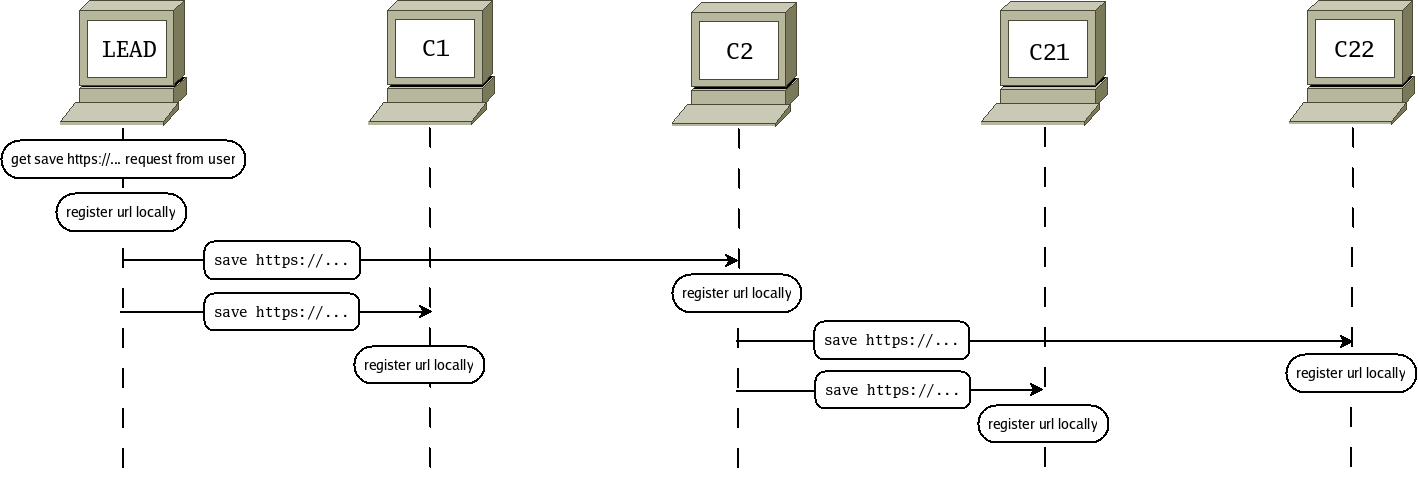 LEAD
C1
C2
C21
C22
get save https://... request from user
register url locally
save https://...
register url locally
save https://...
save https://...
register url locally
register url locally
save https://...
register url locally